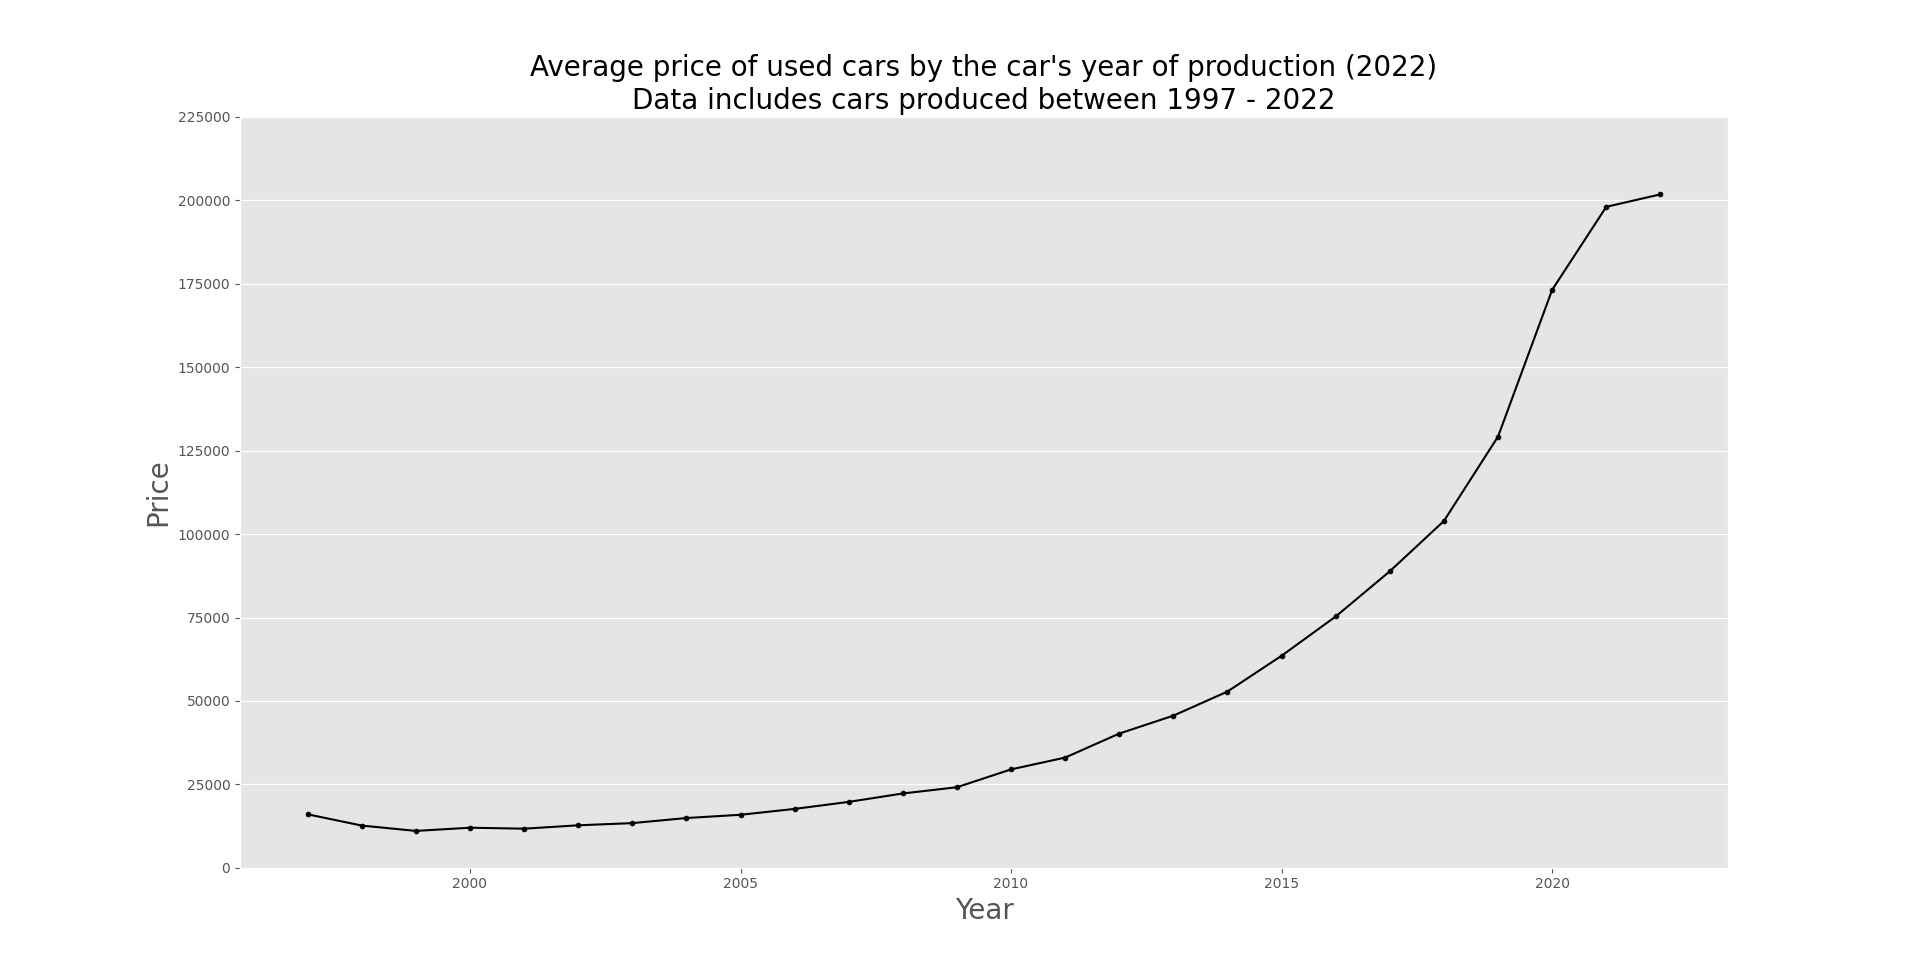 Average price of used cars by the car's year of production (2022)
Data includes cars produced between 1997 - 2022
225000
200000
175000
150000
125000
100000
75000
50000
25000
0
Price
2000 2005 2010 2015 2020
Year